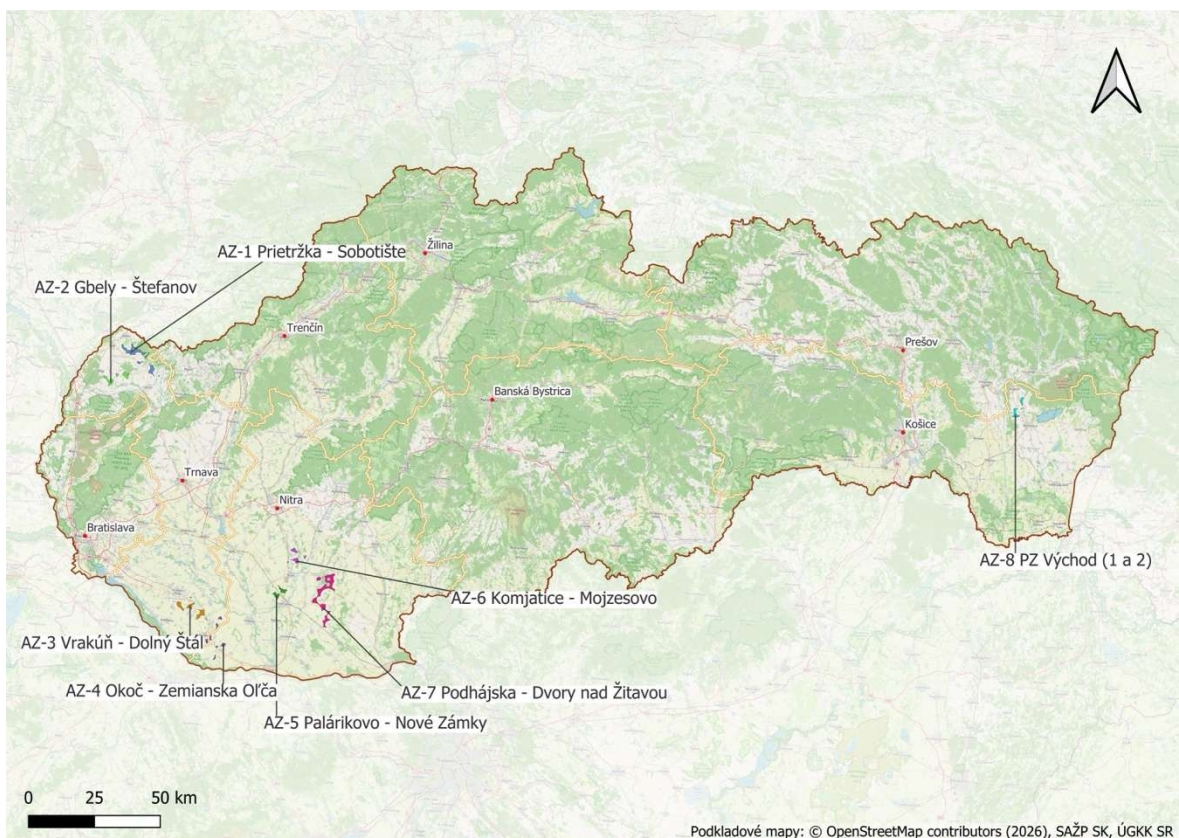 AZ-1 Prietržka - Sobotište
Žilina
AZ-2 Gbely - Štefanov
Trenčín
Prešov
Banská Bystrica
Košice
Trnava
Nitra
Bratislava
AZ-8 PZ Východ (1 a 2)
AZ-6 Komjatice - Mojzesovo
AZ-3 Vrakúň - Dolný Štál
AZ-4 Okoč - Zemianska Oľča
AZ-7 Podhájska - Dvory nad Žitavou
AZ-5 Palárikovo - Nové Zámky
0 25 50 km
Podkladové mapy: © OpenStreetMap contributors (2026), SAŽP SK, ÚGKK SR